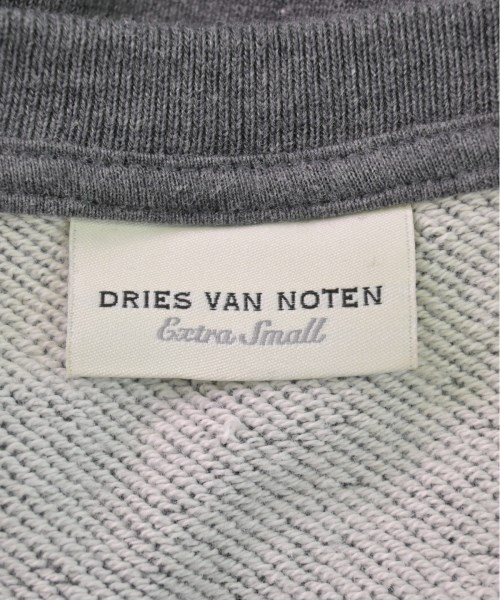 DRIES VAN NOTEN
Extra Small